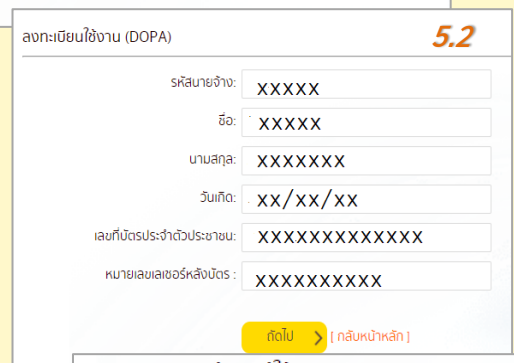 ลงทะเบียนใช้งาน (DOPA) 5.2
รหัสนายจ้าง: xxxxx
ชื่อ: xxxxx
นามสกุล: xxxxxxx
วันเกิด: xx/xx/xx
เลขที่บัตรประจำตัวประชาชน: xxxxxxxxxxxxx
หมายเลขเลเซอร์หลังบัตร : xxxxxxxxxx
ถัดไป [ กลับหน้าหลัก ]